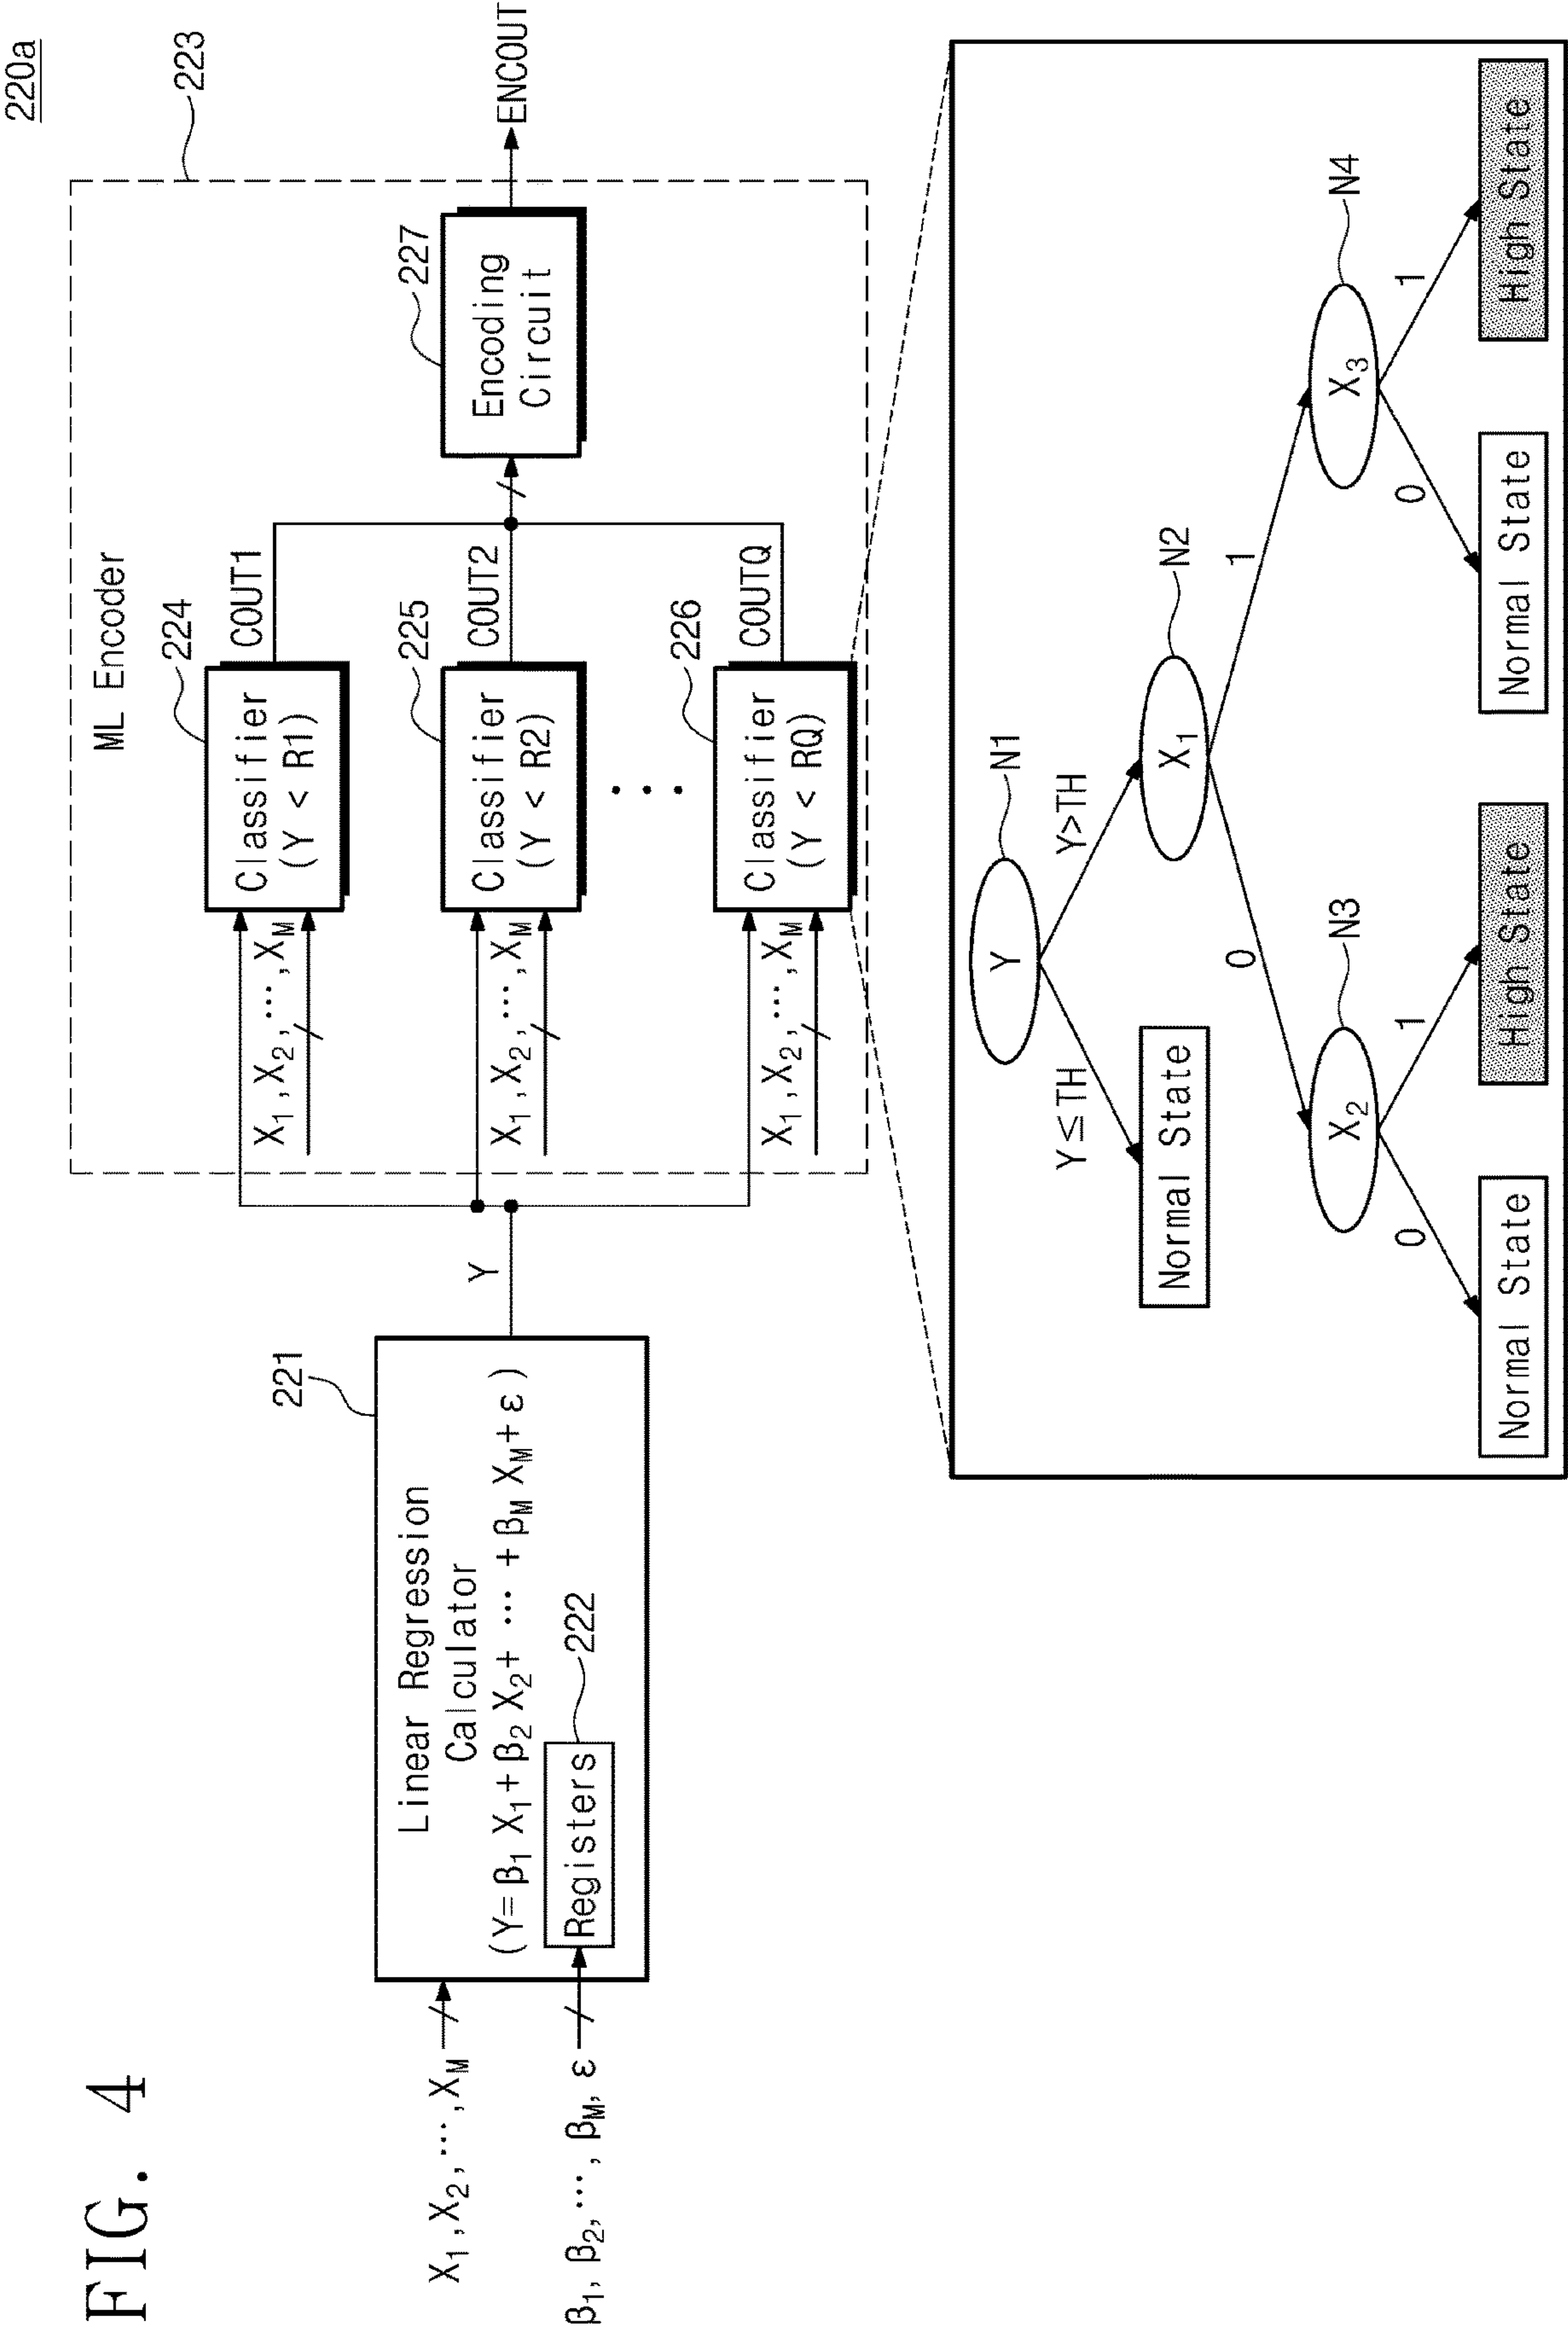 FIG. 4
220a
X1, X2, ···, XM
β1, β2, ···, βM, ε
221
Linear Regression
Calculator
(Y= β1 X1+ β2 X2+ ··· + βM XM+ ε )
Registers
222
Y
223
ML Encoder
X1, X2, ···, XM
224
Classifier
(Y < R1)
COUT1
X1, X2, ···, XM
225
Classifier
(Y < R2)
COUT2
X1, X2, ···, XM
226
Classifier
(Y < RQ)
COUTQ
227
Encoding
Circuit
ENCOUT
Y
N1
Y≤TH
Y>TH
Normal State
X1
N2
0
1
X2
N3
X3
N4
0
1
0
1
Normal State
High State
Normal State
High State